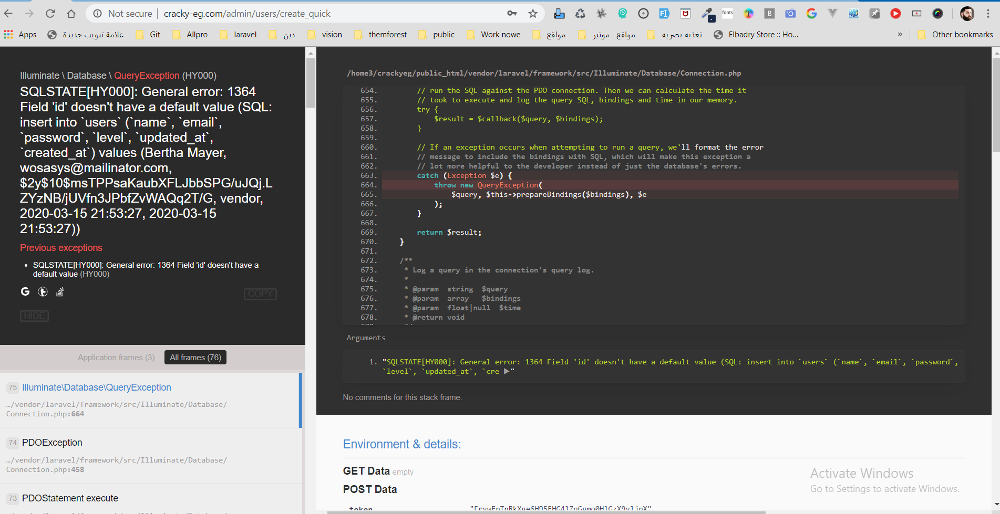 Not secure | cracky-eg.com/admin/users/create_quick
fonts
Apps علامة تبويب جديدة Git Allpro laravel دين vision themforest public Work nowe مواقع مواقع موتير تغذيه بصريه Elbadry Store :: Ho... » Other bookmarks
Illuminate \ Database \ QueryException (HY000)
SQLSTATE[HY000]: General error: 1364
Field 'id' doesn't have a default value (SQL:
insert into `users` (`name`, `email`,
`password`, `level`, `updated_at`,
`created_at`) values (Bertha Mayer,
wosasys@mailinator.com,
$2y$10$msTPPsaKaubXFLJbbSPG/uJQj.L
ZYzNB/jUVfn3JPbfZvWAQq2T/G, vendor,
2020-03-15 21:53:27, 2020-03-15
21:53:27))
Previous exceptions
• SQLSTATE[HY000]: General error: 1364 Field 'id' doesn't have a
default value (HY000)
COPY
HIDE
Application frames (3) All frames (76)
75 Illuminate\Database\QueryException
…/vendor/laravel/framework/src/Illuminate/Database/
Connection.php:664
74 PDOException
…/vendor/laravel/framework/src/Illuminate/Database/
Connection.php:458
73 PDOStatement execute
/home3/crackyeg/public_html/vendor/laravel/framework/src/Illuminate/Database/Connection.php
654. // run the SQL against the PDO connection. Then we can calculate the time it
655. // took to execute and log the query SQL, bindings and time in our memory.
656. try {
657. $result = $callback($query, $bindings);
658. }
659.
660. // If an exception occurs when attempting to run a query, we'll format the error
661. // message to include the bindings with SQL, which will make this exception a
662. // lot more helpful to the developer instead of just the database's errors.
663. catch (Exception $e) {
664. throw new QueryException(
665. $query, $this->prepareBindings($bindings), $e
666. );
667. }
668.
669. return $result;
670. }
671.
672. /**
673. * Log a query in the connection's query log.
674. *
675. * @param string $query
676. * @param array $bindings
677. * @param float|null $time
678. * @return void
Arguments
1. "SQLSTATE[HY000]: General error: 1364 Field 'id' doesn't have a default value (SQL: insert into `users` (`name`, `email`, `password`,
`level`, `updated_at`, `cre ▶"
No comments for this stack frame.
Environment & details:
GET Data empty
POST Data
Activate Windows
Go to Settings to activate Windows.